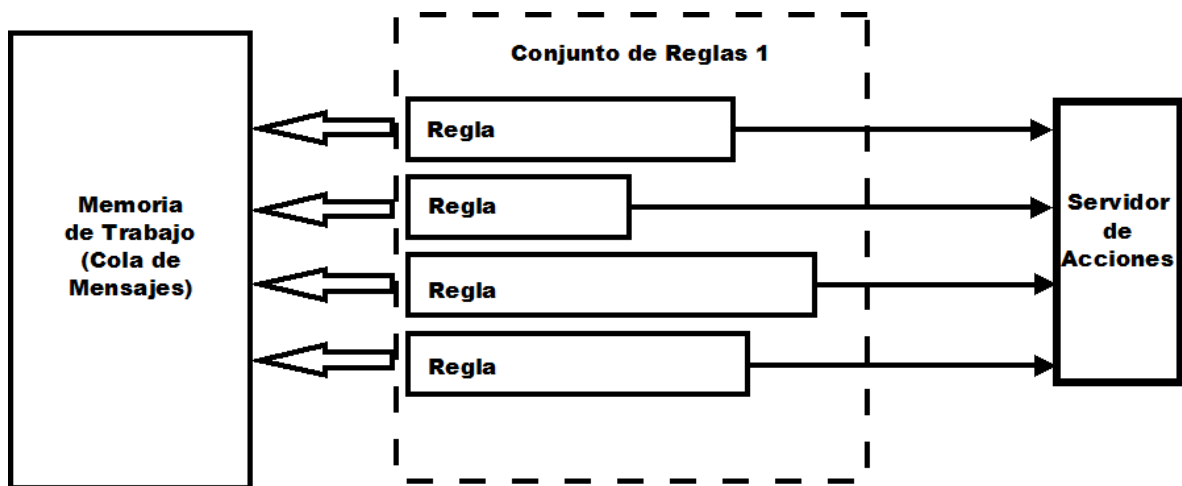 Conjunto de Reglas 1
Memoria
de Trabajo
(Cola de
Mensajes)
Regla
Regla
Regla
Regla
Servidor
de
Acciones